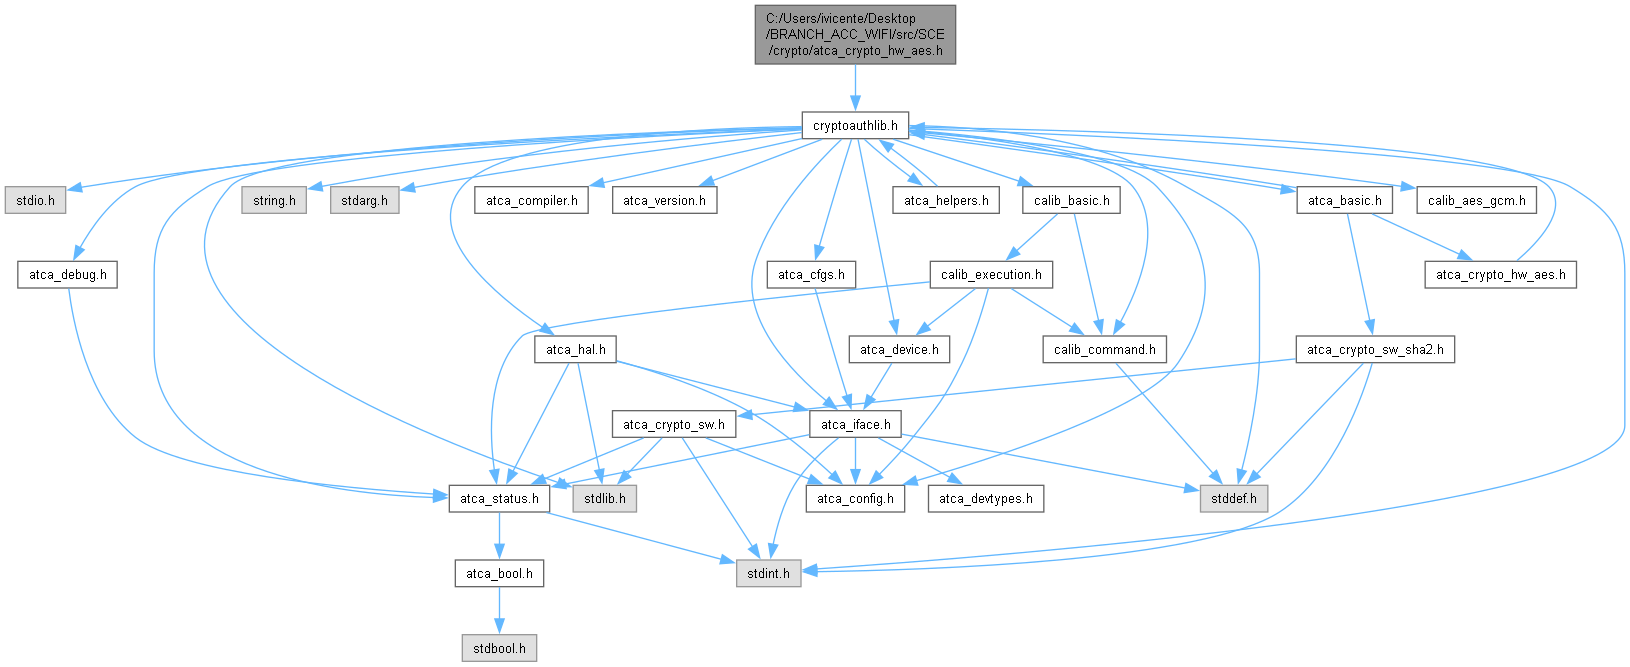 C:/Users/ivicente/Desktop
/BRANCH_ACC_WIFI/src/SCE
/crypto/atca_crypto_hw_aes.h
cryptoauthlib.h
stdio.h
string.h
stdarg.h
atca_compiler.h
atca_version.h
atca_helpers.h
calib_basic.h
atca_basic.h
calib_aes_gcm.h
atca_debug.h
atca_cfgs.h
calib_execution.h
atca_crypto_hw_aes.h
atca_hal.h
atca_device.h
calib_command.h
atca_crypto_sw_sha2.h
atca_crypto_sw.h
atca_iface.h
atca_status.h
stdlib.h
atca_config.h
atca_devtypes.h
stddef.h
atca_bool.h
stdint.h
stdbool.h